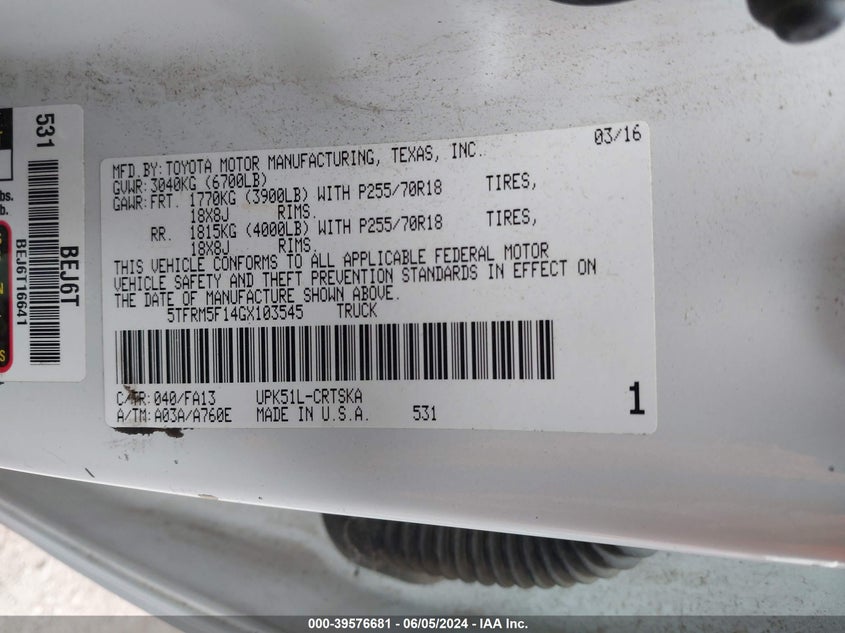 T
531
bs.
b.
BEJ6T
BEJ6T16641
S
N
T
S
03/16
MFD BY: TOYOTA MOTOR MANUFACTURING, TEXAS, INC.
GVWR: 3040KG (6700LB)
GAWR: FRT. 1770KG (3900LB) WITH P255/70R18 TIRES,
18X8J RIMS.
RR. 1815KG (4000LB) WITH P255/70R18 TIRES,
18X8J RIMS.
THIS VEHICLE CONFORMS TO ALL APPLICABLE FEDERAL MOTOR
VEHICLE SAFETY AND THEFT PREVENTION STANDARDS IN EFFECT ON
THE DATE OF MANUFACTURE SHOWN ABOVE.
5TFRM5F14GX103545 TRUCK
C/TR: 040/FA13 UPK51L-CRTSKA
A/TM: A03A/A760E MADE IN U.S.A. 531
1
000-39576681 - 06/05/2024 - IAA Inc.